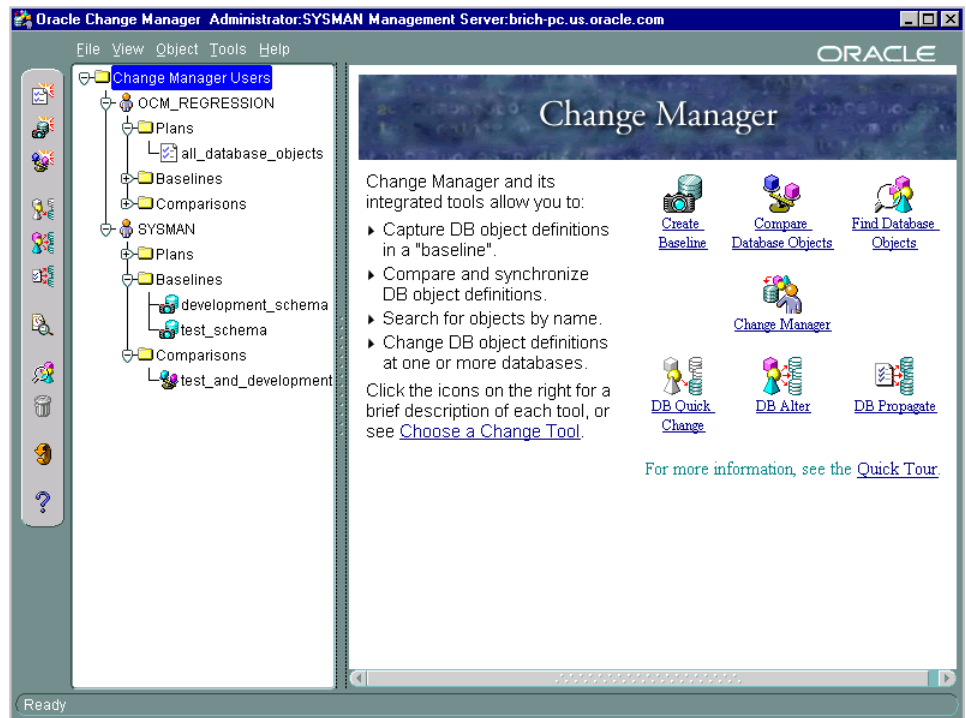 Oracle Change Manager Administrator:SYSMAN Management Server:brich-pc.us.oracle.com
File View Object Tools Help
ORACLE
Change Manager Users
OCM_REGRESSION
Plans
all_database_objects
Baselines
Comparisons
SYSMAN
Plans
Baselines
development_schema
test_schema
Comparisons
test_and_development
Change Manager
Change Manager and its
integrated tools allow you to:
Capture DB object definitions
in a "baseline".
Compare and synchronize
DB object definitions.
Search for objects by name.
Change DB object definitions
at one or more databases.
Click the icons on the right for a
brief description of each tool, or
see Choose a Change Tool.
Create
Baseline
Compare
Database Objects
Find Database
Objects
Change Manager
DB Quick
Change
DB Alter
DB Propagate
For more information, see the Quick Tour.
Ready